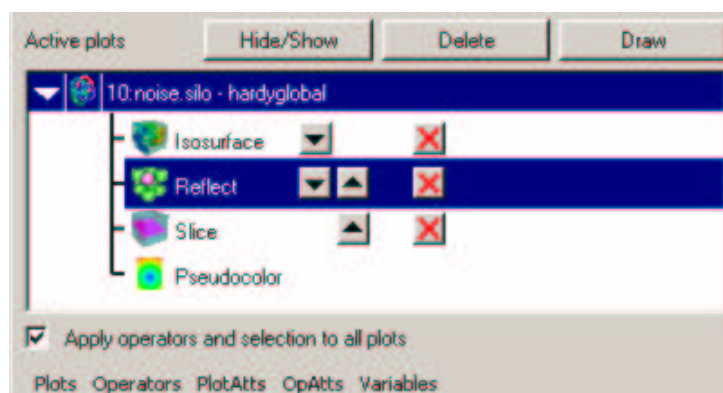 Active plots Hide/Show Delete Draw
10:noise.silo - hardyglobal
Isosurface
Reflect
Slice
Pseudocolor
Apply operators and selection to all plots
Plots Operators PlotAtts OpAtts Variables